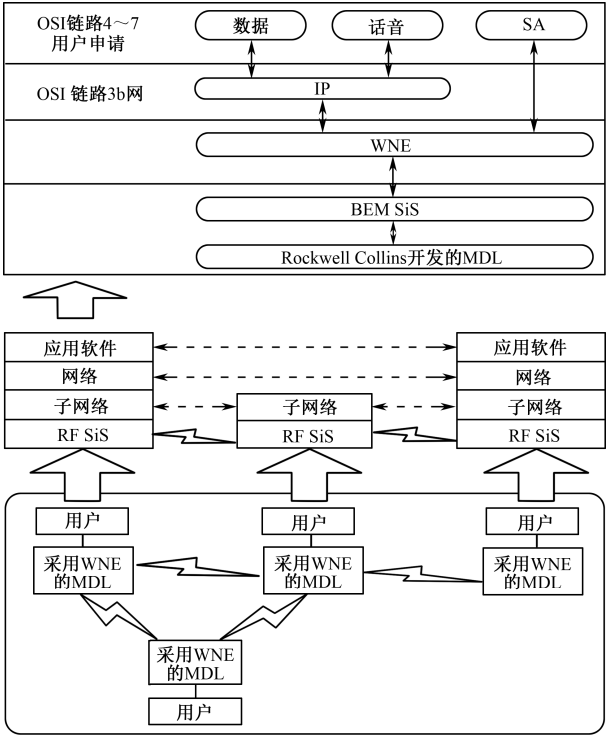 OSI链路4～7
用户申请
数据
话音
SA
OSI 链路3b网
IP
WNE
BEM SiS
Rockwell Collins开发的MDL
应用软件
应用软件
网络
网络
子网络
子网络
子网络
RF SiS
RF SiS
RF SiS
用户
用户
用户
采用WNE
的MDL
采用WNE
的MDL
采用WNE
的MDL
采用WNE
的MDL
用户